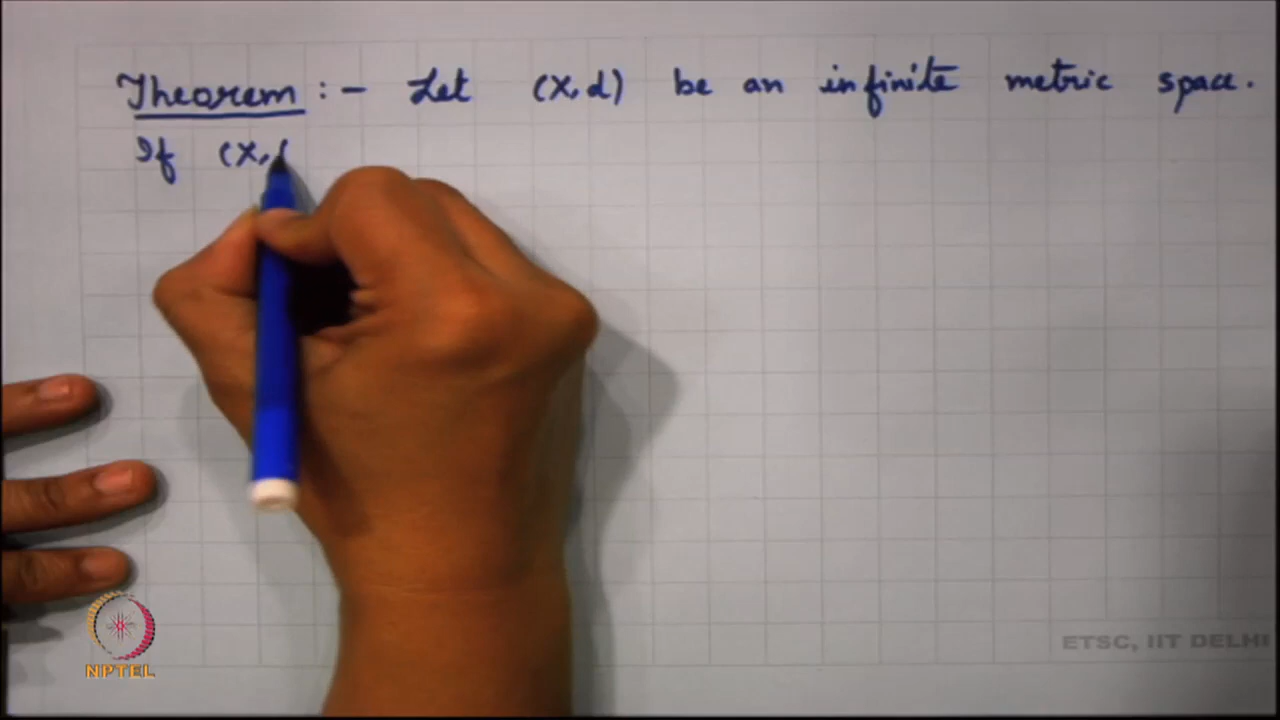 Theorem :- Let (X, d) be an infinite metric space.
If (X,
NPTEL
ETSC, IIT DELHI